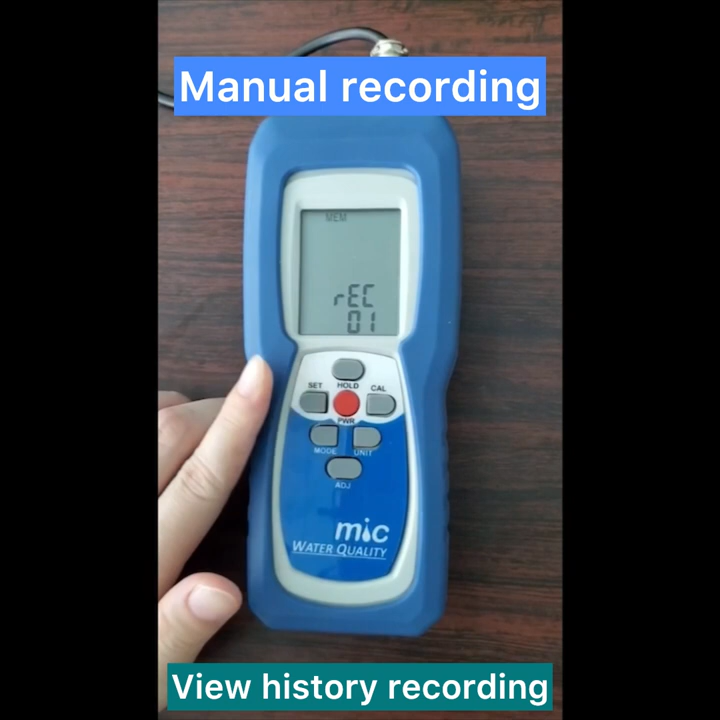 Manual recording
MEM
rEC
01
SET HOLD CAL
PWR
MODE UNIT
ADJ
mic
WATER QUALITY
View history recording